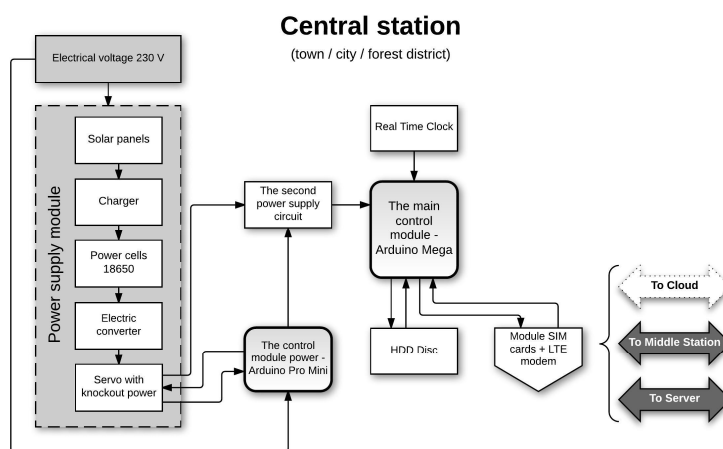 Central station
(town / city / forest district)
Electrical voltage 230 V
Power supply module
Solar panels
Charger
Power cells
18650
Electric
converter
Servo with
knockout power
The second
power supply
circuit
The control
module power -
Arduino Pro Mini
Real Time Clock
The main
control
module -
Arduino Mega
HDD Disc
Module SIM
cards + LTE
modem
To Cloud
To Middle Station
To Server